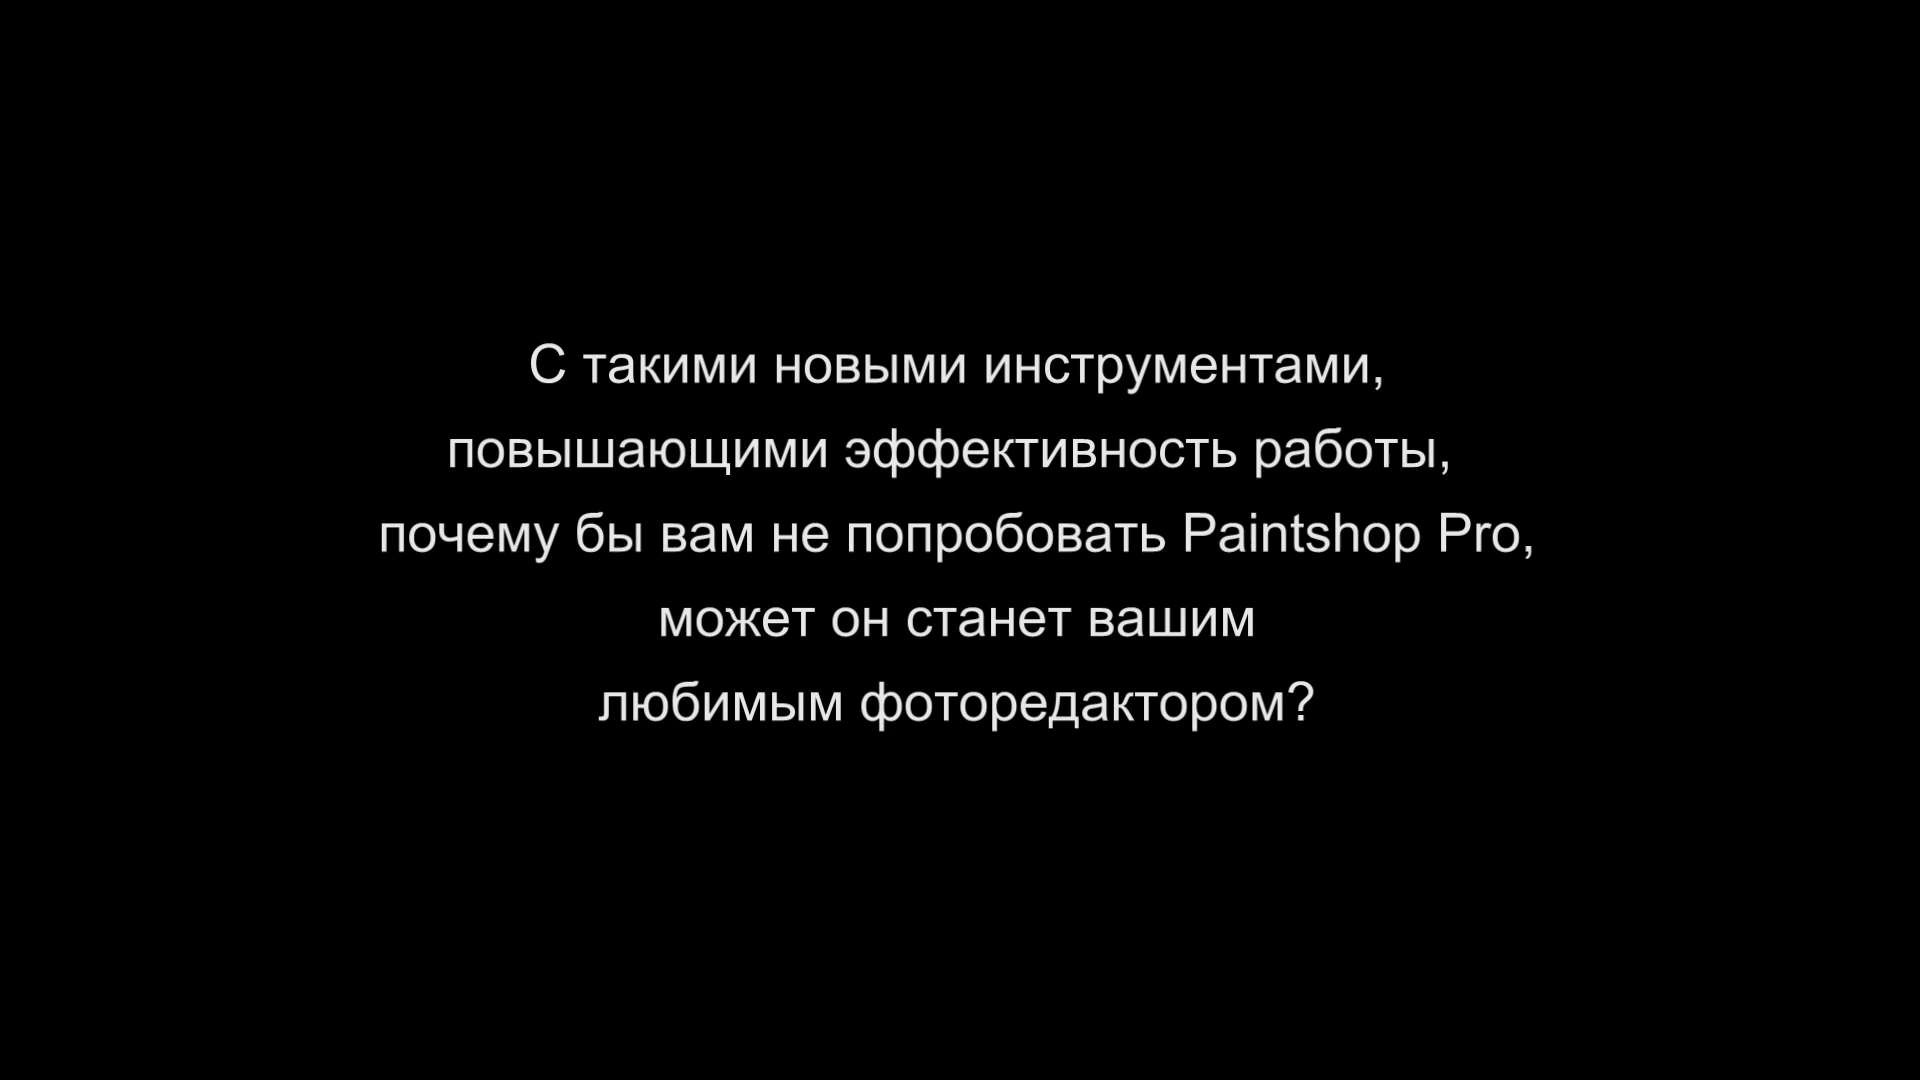 С такими новыми инструментами,
повышающими эффективность работы,
почему бы вам не попробовать Paintshop Pro,
может он станет вашим
любимым фоторедактором?